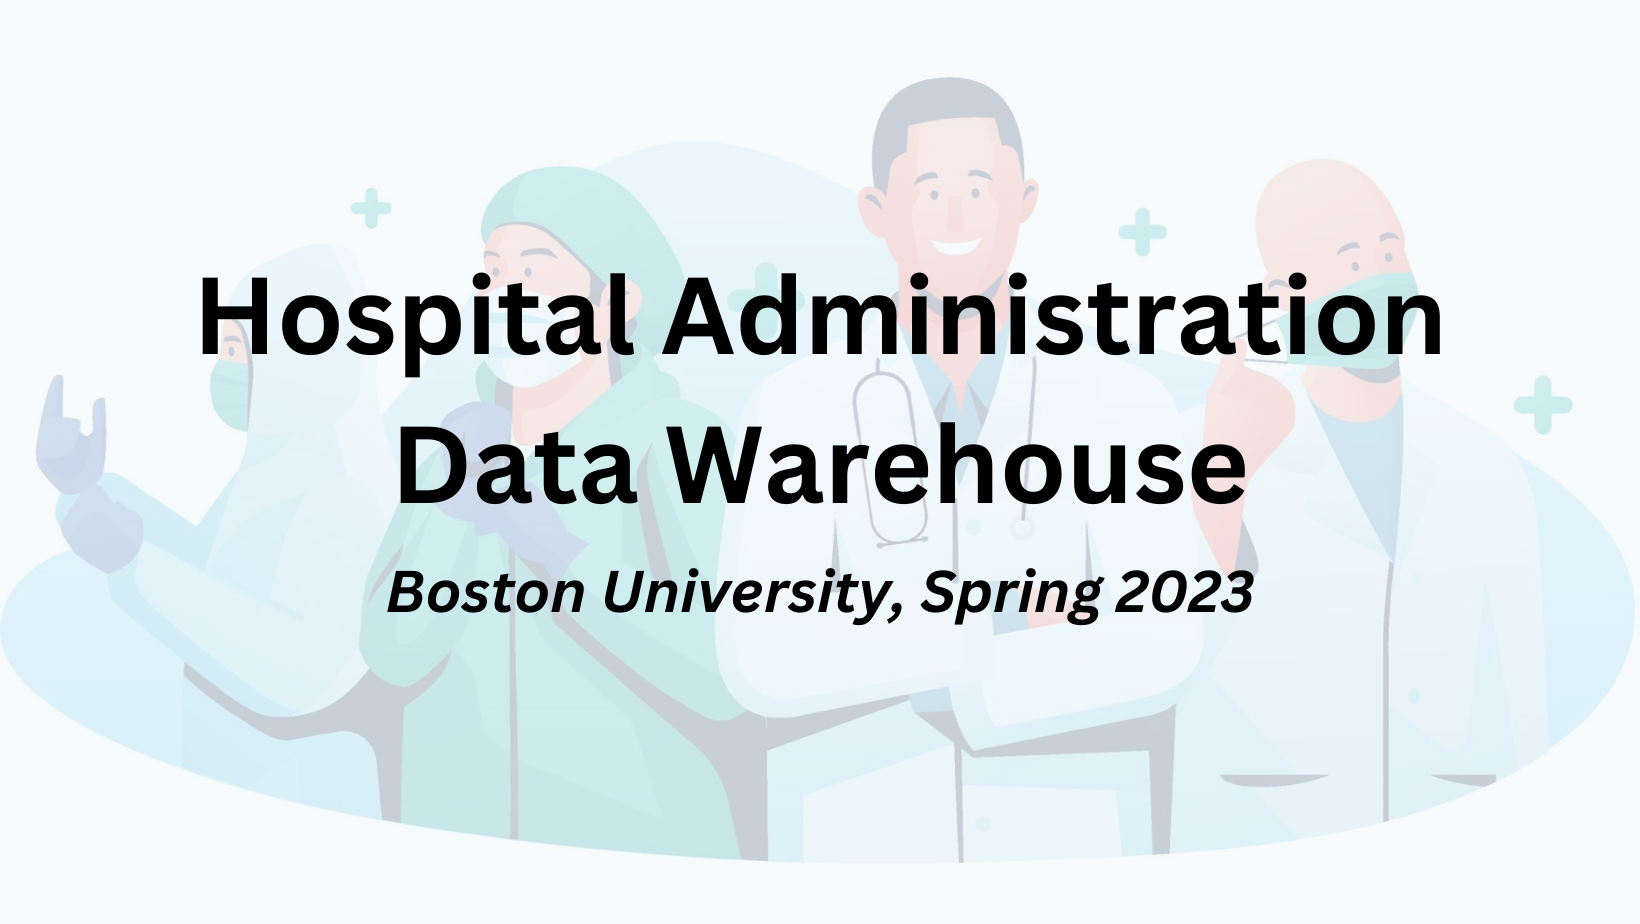 Hospital Administration
Data Warehouse
Boston University, Spring 2023